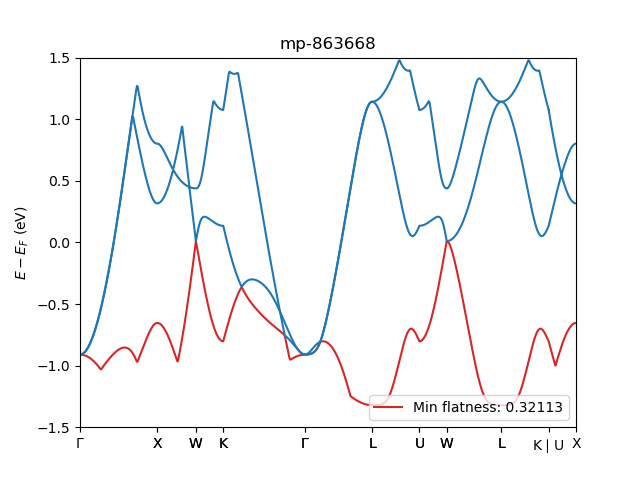 mp-863668
1.5
1.0
0.5
0.0
−0.5
−1.0
−1.5
E − E_F (eV)
Min flatness: 0.32113
Γ X W K Γ L U W L K | U X